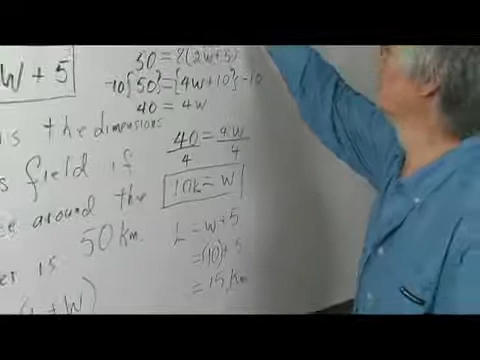 W + 5
is the dimensions
s field if
e around the
er is 50 km.
+ W)
50 = 2(2W+5)
-10{50}={4W+10}-10
40 = 4W
40 = 4W
4 4
10k = W
L = W + 5
= (10) + 5
= 15 km